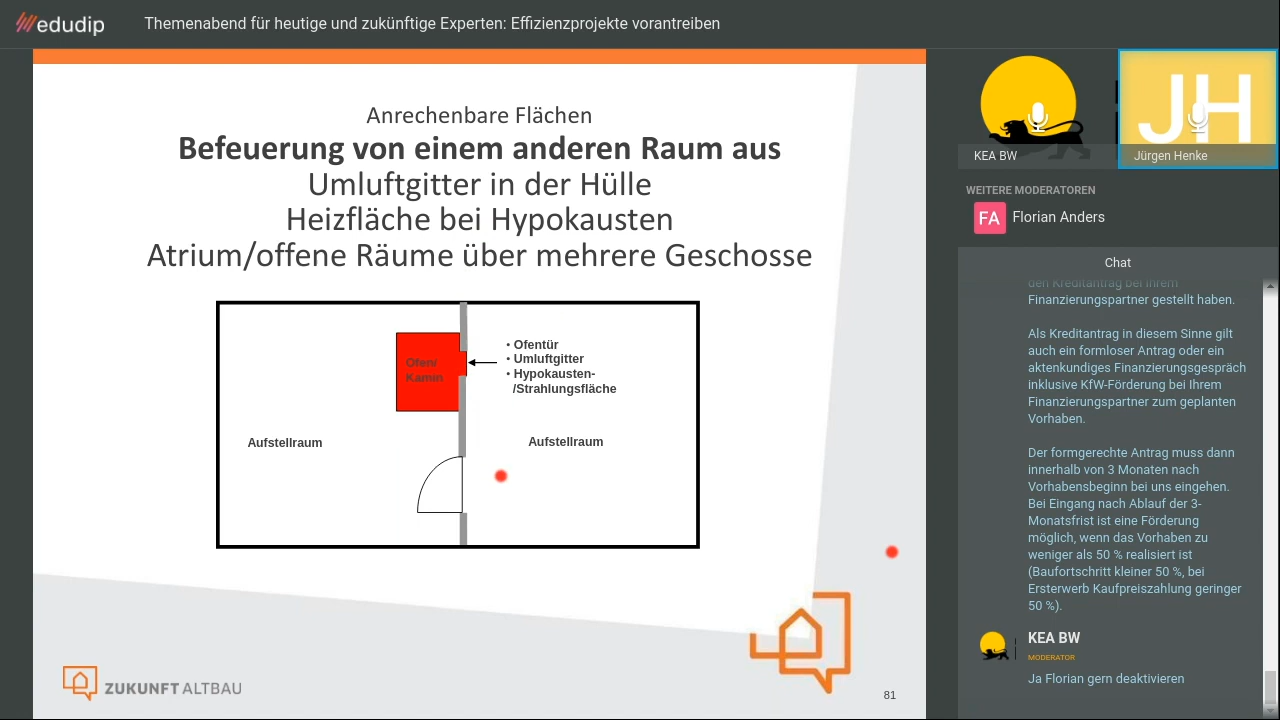 edudip
Themenabend für heutige und zukünftige Experten: Effizienzprojekte vorantreiben
Anrechenbare Flächen
Befeuerung von einem anderen Raum aus
Umluftgitter in der Hülle
Heizfläche bei Hypokausten
Atrium/offene Räume über mehrere Geschosse
Ofen/
Kamin
• Ofentür
• Umluftgitter
• Hypokausten-
/Strahlungsfläche
Aufstellraum
Aufstellraum
ZUKUNFT ALTBAU
81
JH
KEA BW
Jürgen Henke
WEITERE MODERATOREN
FA
Florian Anders
Chat
den Kreditantrag bei Ihrem
Finanzierungspartner gestellt haben.
Als Kreditantrag in diesem Sinne gilt
auch ein formloser Antrag oder ein
aktenkundiges Finanzierungsgespräch
inklusive KfW-Förderung bei Ihrem
Finanzierungspartner zum geplanten
Vorhaben.
Der formgerechte Antrag muss dann
innerhalb von 3 Monaten nach
Vorhabensbeginn bei uns eingehen.
Bei Eingang nach Ablauf der 3-
Monatsfrist ist eine Förderung
möglich, wenn das Vorhaben zu
weniger als 50 % realisiert ist
(Baufortschritt kleiner 50 %, bei
Ersterwerb Kaufpreiszahlung geringer
50 %).
KEA BW
MODERATOR
Ja Florian gern deaktivieren